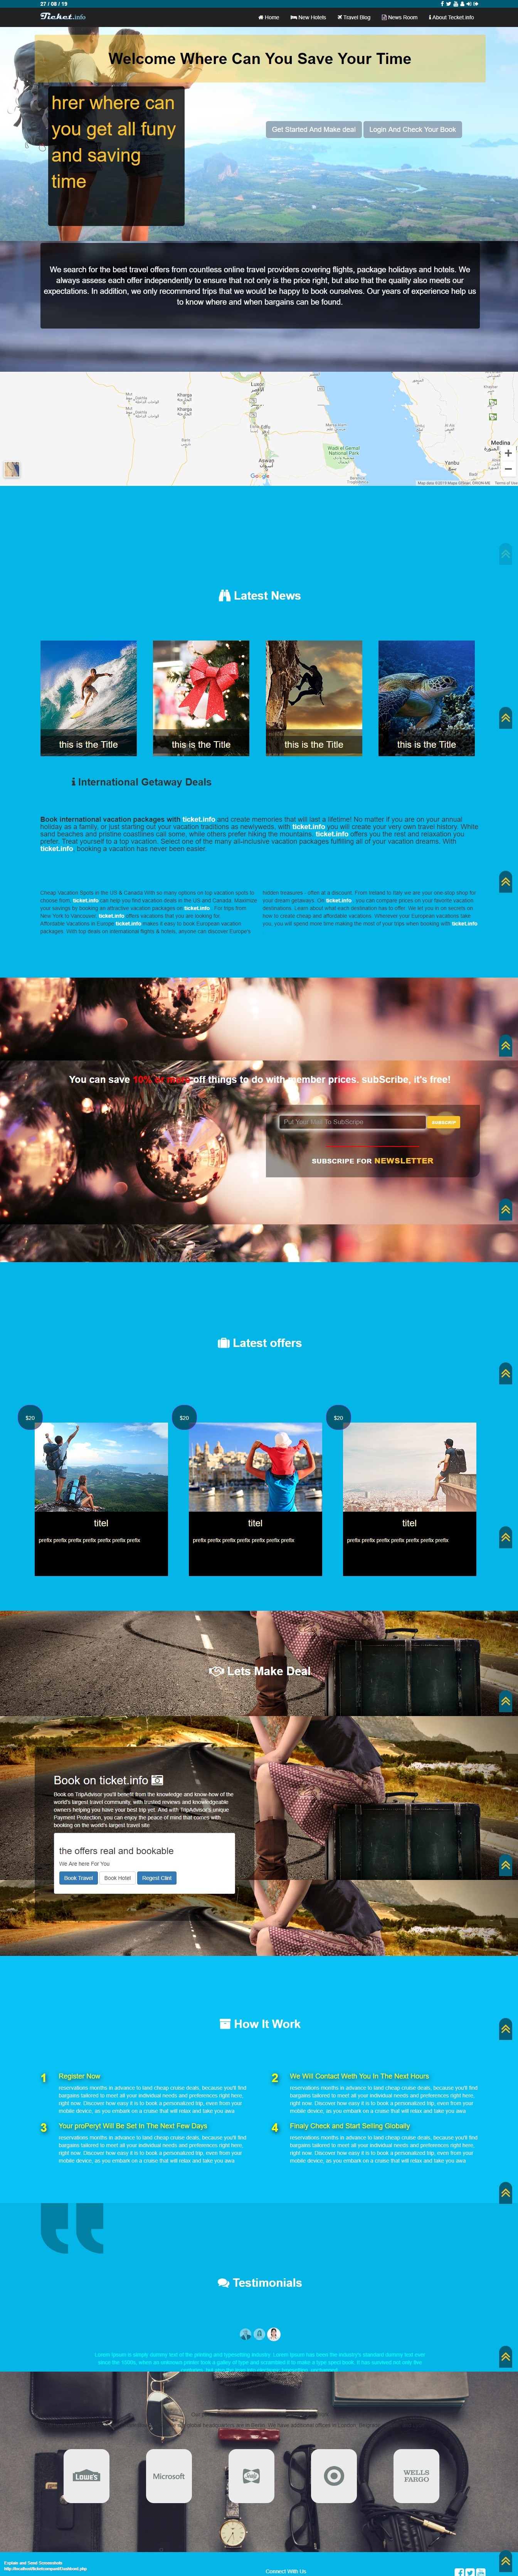 27 / 08 / 19
Ticket.info
Home New Hotels Travel Blog News Room About Tecket.info
Welcome Where Can You Save Your Time
hrer where can
you get all funy
and saving
time
Get Started And Make deal
Login And Check Your Book
We search for the best travel offers from countless online travel providers covering flights, package holidays and hotels. We
always assess each offer independently to ensure that not only is the price right, but also that the quality also meets our
expectations. In addition, we only recommend trips that we would be happy to book ourselves. Our years of experience help us
to know where and when bargains can be found.
Luxor
Kharga
Kharga
Edfu
Aswan
أسوان
Wadi el Gemal
National Park
Medina
Yanbu
ينبع
Google
Latest News
this is the Title
this is the Title
this is the Title
this is the Title
International Getaway Deals
Book international vacation packages with ticket.info and create memories that will last a lifetime! No matter if you are on your annual
holiday as a family, or just starting out your vacation traditions as newlyweds, with ticket.info you will create your very own travel history. White
sand beaches and pristine coastlines call some, while others prefer hiking the mountains. ticket.info offers you the rest and relaxation you
prefer. Treat yourself to a top vacation. Select one of the many all-inclusive vacation packages fulfilling all of your vacation dreams. With
ticket.info, booking a vacation has never been easier.
Cheap Vacation Spots in the US & Canada With so many options on top vacation spots to
choose from, ticket.info can help you find vacation deals in the US and Canada. Maximize
your savings by booking an attractive vacation packages on ticket.info . For trips from
New York to Vancouver, ticket.info offers vacations that you are looking for.
Affordable Vacations in Europe ticket.info makes it easy to book European vacation
packages. With top deals on international flights & hotels, anyone can discover Europe's
hidden treasures - often at a discount. From Ireland to Italy we are your one-stop shop for
your dream getaways. On ticket.info , you can compare prices on your favorite vacation
destinations. Learn about what each destination has to offer. We let you in on secrets on
how to create cheap and affordable vacations. Wherever your European vacations take
you, you will spend more time making the most of your trips when booking with ticket.info
You can save 10% or more off things to do with member prices. subScribe, it's free!
Put Your Mail To SubScripe
SUBSCRIP
SUBSCRIPE FOR NEWSLETTER
Latest offers
$20
$20
$20
titel
titel
titel
prefix prefix prefix prefix prefix prefix prefix
prefix prefix prefix prefix prefix prefix prefix
prefix prefix prefix prefix prefix prefix prefix
Lets Make Deal
Book on ticket.info
Book on TripAdvisor you'll benefit from the knowledge and know-how of the
world's largest travel community, with trusted reviews and knowledgeable
owners helping you have your best trip yet. And with TripAdvisor's unique
Payment Protection, you can enjoy the peace of mind that comes with
booking on the world's largest travel site
the offers real and bookable
We Are here For You
Book Travel
Book Hotel
Regest Clint
How It Work
1 Register Now
reservations months in advance to land cheap cruise deals, because you'll find
bargains tailored to meet all your individual needs and preferences right here,
right now. Discover how easy it is to book a personalized trip, even from your
mobile device, as you embark on a cruise that will relax and take you awa
2 We Will Contact Weth You In The Next Hours
reservations months in advance to land cheap cruise deals, because you'll find
bargains tailored to meet all your individual needs and preferences right here,
right now. Discover how easy it is to book a personalized trip, even from your
mobile device, as you embark on a cruise that will relax and take you awa
3 Your proPeryt Will Be Set In The Next Few Days
reservations months in advance to land cheap cruise deals, because you'll find
bargains tailored to meet all your individual needs and preferences right here,
right now. Discover how easy it is to book a personalized trip, even from your
mobile device, as you embark on a cruise that will relax and take you awa
4 Finaly Check and Start Selling Globally
reservations months in advance to land cheap cruise deals, because you'll find
bargains tailored to meet all your individual needs and preferences right here,
right now. Discover how easy it is to book a personalized trip, even from your
mobile device, as you embark on a cruise that will relax and take you awa
Testimonials
Lorem Ipsum is simply dummy text of the printing and typesetting industry. Lorem Ipsum has been the industry's standard dummy text ever
since the 1500s, when an unknown printer took a galley of type and scrambled it to make a type specimen book. It has survived not only five
LOWE'S
Microsoft
WELLS
FARGO
Explain and Send Screenshots
Connect With Us